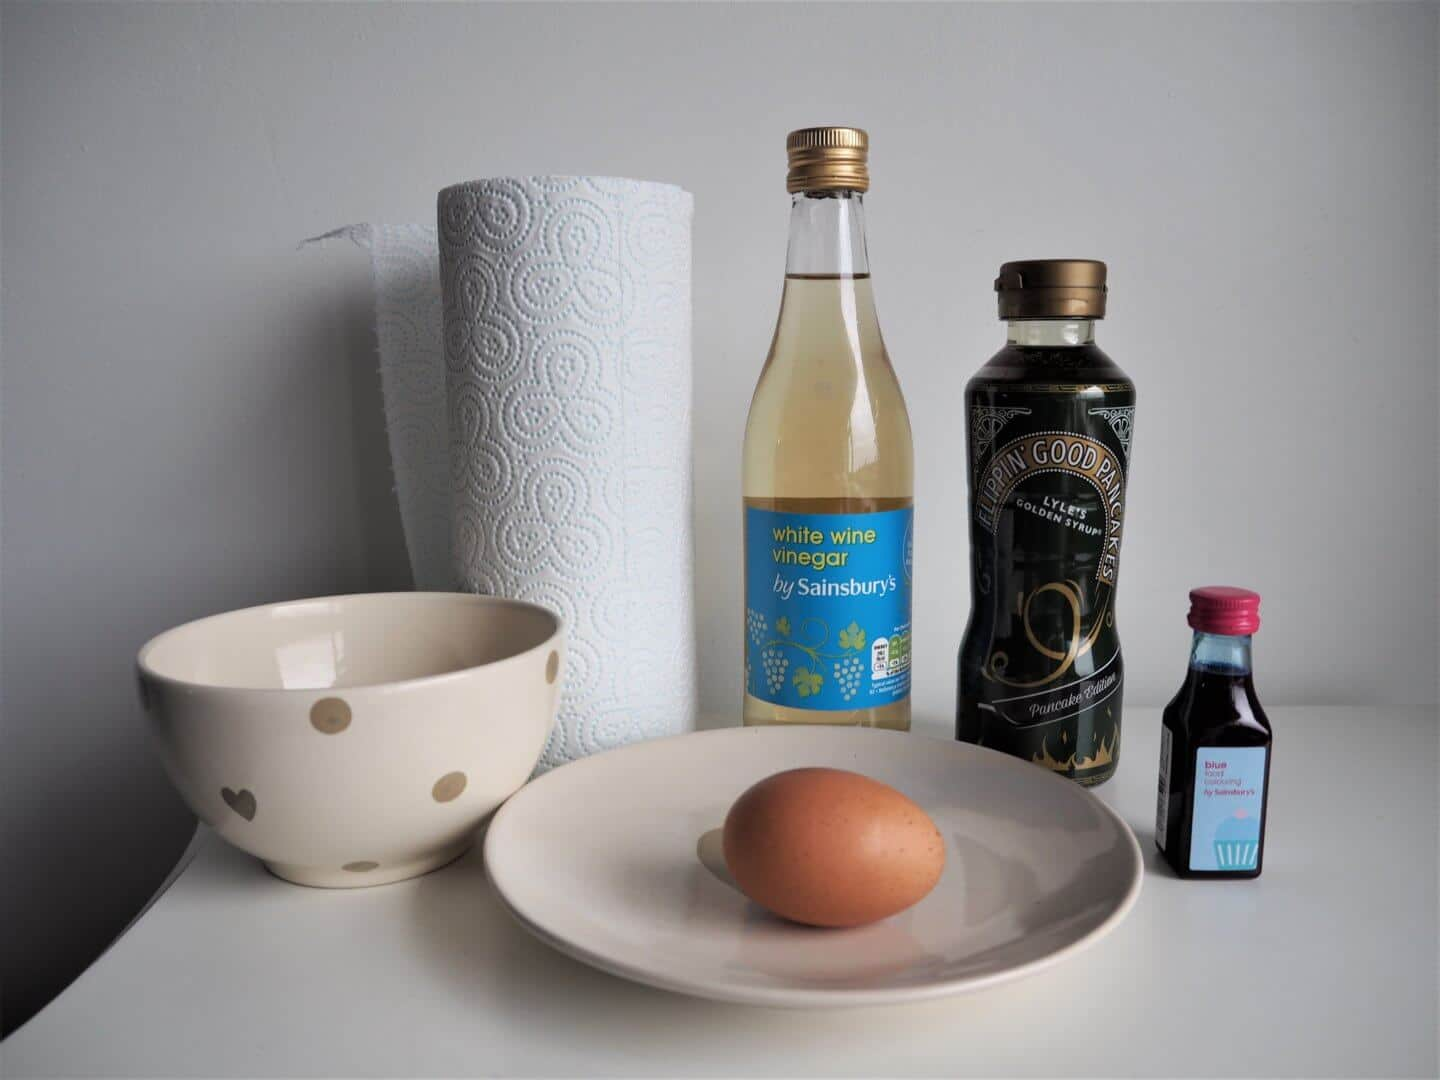 white wine
vinegar
by Sainsbury's
FLIPPIN' GOOD PANCAKES
LYLE'S
GOLDEN SYRUP®
Pancake Edition
blue
food
colouring
by Sainsbury's